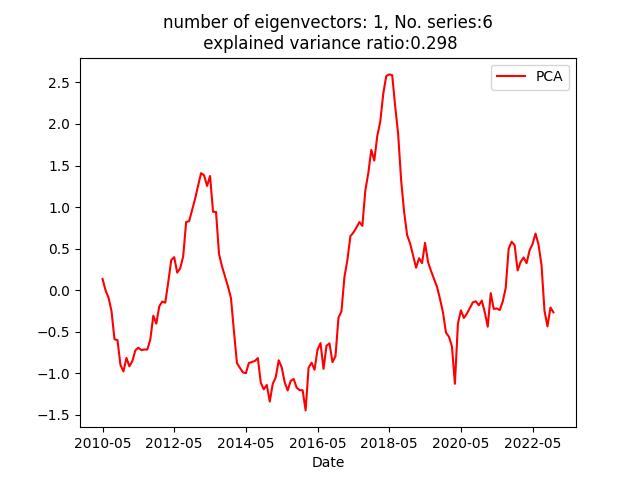 number of eigenvectors: 1, No. series:6
explained variance ratio:0.298
PCA
2.5
2.0
1.5
1.0
0.5
0.0
−0.5
−1.0
−1.5
2010-05 2012-05 2014-05 2016-05 2018-05 2020-05 2022-05
Date